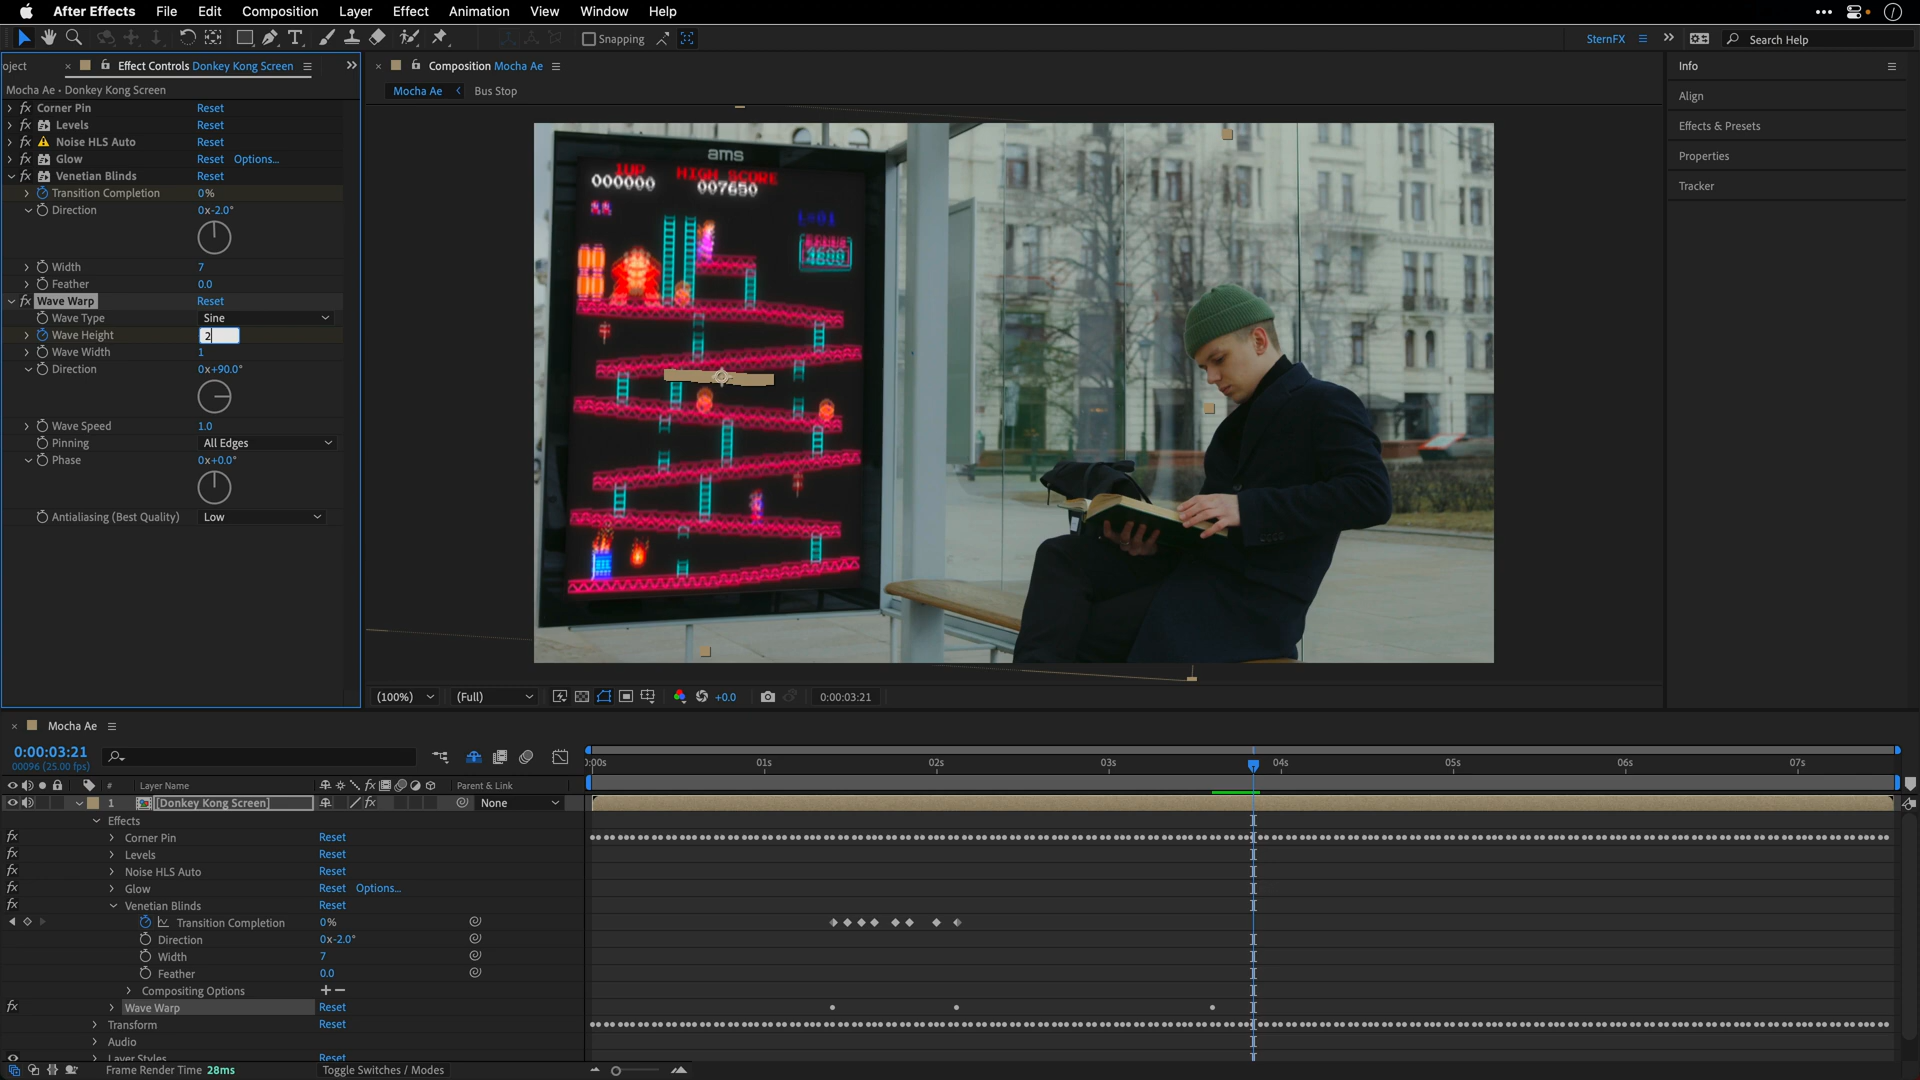 After Effects File Edit Composition Layer Effect Animation View Window Help
Snapping
SternFX
Search Help
oject
Effect Controls Donkey Kong Screen
Composition Mocha Ae
Info
Mocha Ae • Donkey Kong Screen
Mocha Ae Bus Stop
Align
Corner Pin Reset
Levels Reset
Effects & Presets
Noise HLS Auto Reset
Glow Reset Options...
Properties
Venetian Blinds Reset
Transition Completion 0%
Tracker
Direction 0x-2.0°
Width 7
Feather 0.0
Wave Warp Reset
Wave Type Sine
Wave Height 2
Wave Width 1
Direction 0x+90.0°
Wave Speed 1.0
Pinning All Edges
Phase 0x+0.0°
Antialiasing (Best Quality) Low
ams
1UP HIGH SCORE
000000 007650
L=01
BONUS
4600
(100%) (Full) +0.0 0:00:03:21
Mocha Ae
0:00:03:21
00096 (25.00 fps)
):00s 01s 02s 03s 04s 05s 06s 07s
# Layer Name Parent & Link
1 [Donkey Kong Screen] None
Effects
Corner Pin Reset
Levels Reset
Noise HLS Auto Reset
Glow Reset Options...
Venetian Blinds Reset
Transition Completion 0%
Direction 0x-2.0°
Width 7
Feather 0.0
Compositing Options
Wave Warp Reset
Transform Reset
Audio
Layer Styles Reset
Frame Render Time 28ms Toggle Switches / Modes